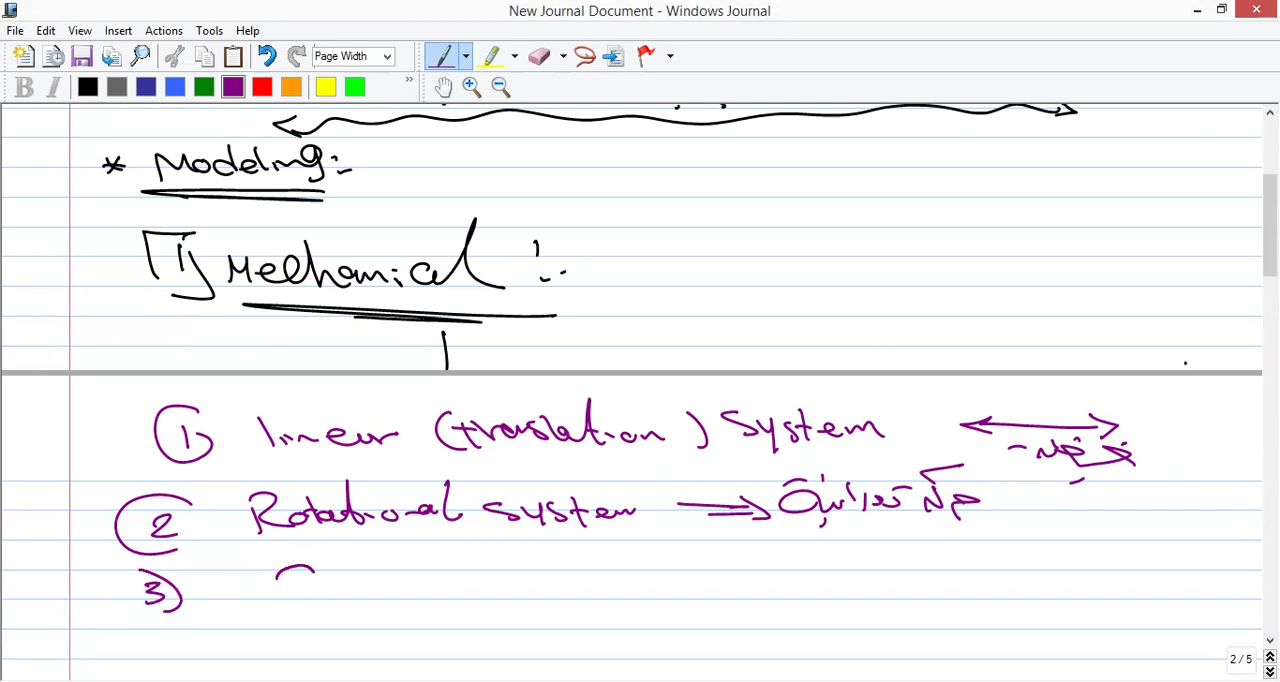 New Journal Document - Windows Journal
File Edit View Insert Actions Tools Help
Page Width
B I
* Modeling:-
1] Mechanical :-
① linear (translation) System
② Rotational system ⇒
3)
2 / 5